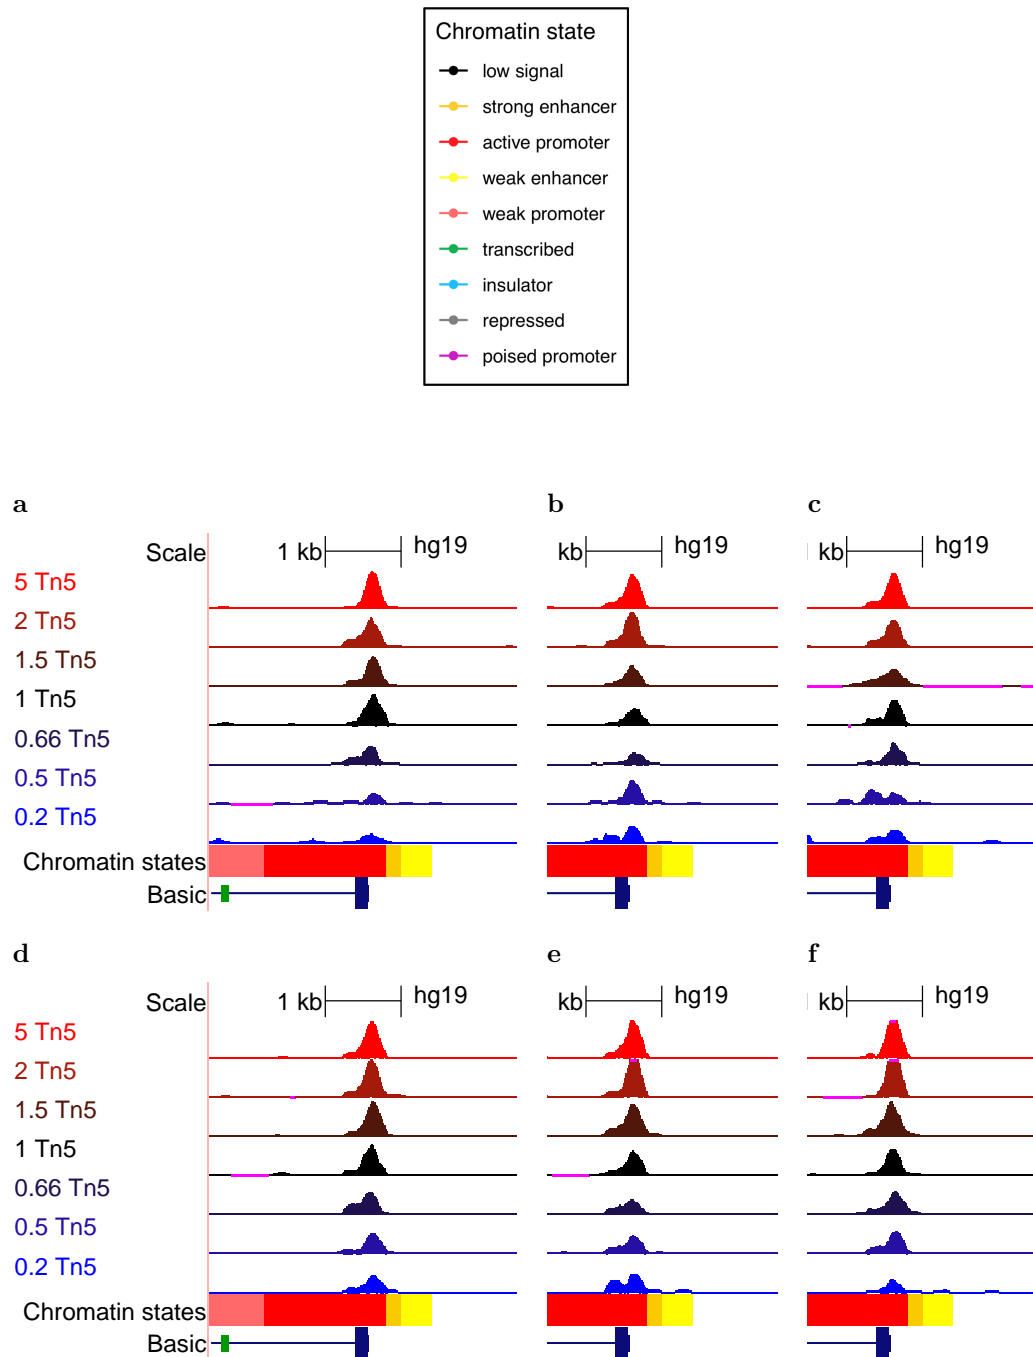 Chromatin state
low signal
strong enhancer
active promoter
weak enhancer
weak promoter
transcribed
insulator
repressed
poised promoter
a b c
Scale 1 kb hg19 kb hg19 1 kb hg19
5 Tn5
2 Tn5
1.5 Tn5
1 Tn5
0.66 Tn5
0.5 Tn5
0.2 Tn5
Chromatin states
Basic
d e f
Scale 1 kb hg19 kb hg19 1 kb hg19
5 Tn5
2 Tn5
1.5 Tn5
1 Tn5
0.66 Tn5
0.5 Tn5
0.2 Tn5
Chromatin states
Basic